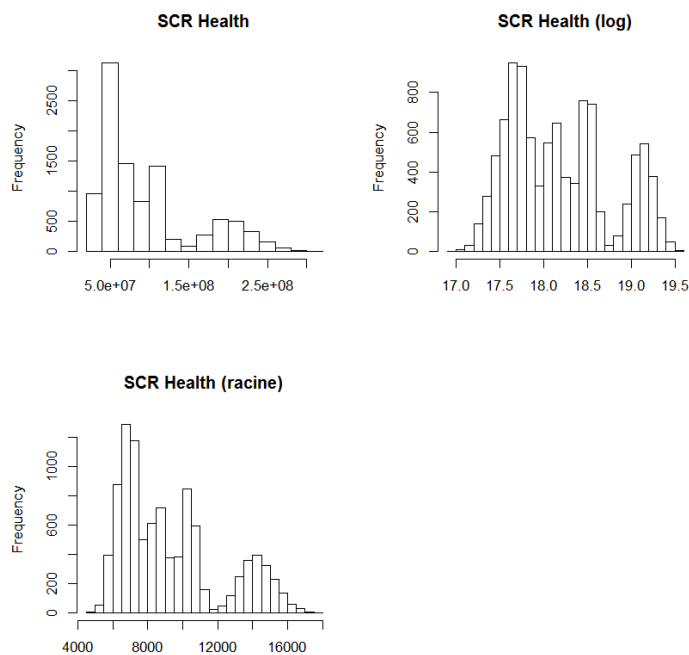 SCR Health
SCR Health (log)
Frequency
0
500
1500
2500
5.0e+07
1.5e+08
2.5e+08
Frequency
0
200
400
600
800
17.0
17.5
18.0
18.5
19.0
19.5
SCR Health (racine)
Frequency
0
200
600
1000
4000
8000
12000
16000